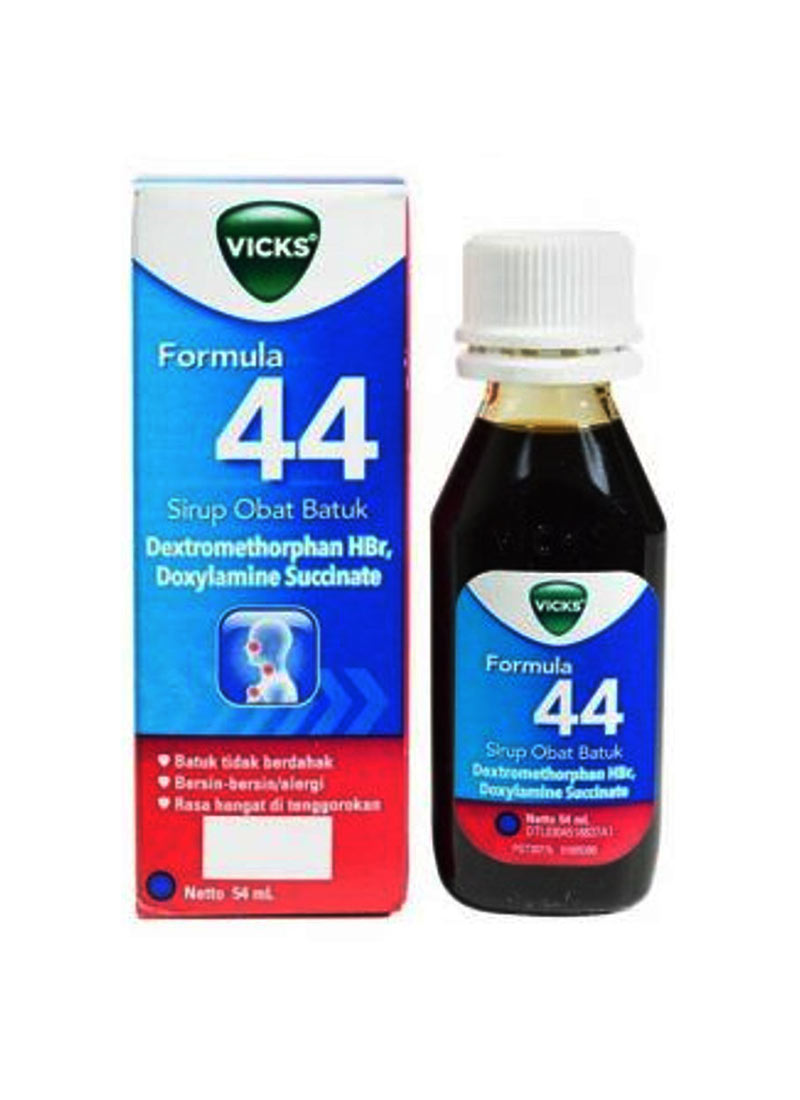 VICKS
Formula
44
Sirup Obat Batuk
Dextromethorphan HBr,
Doxylamine Succinate
Batuk tidak berdahak
Bersin-bersin/alergi
Rasa hangat di tenggorokan
Netto 54 mL
VICKS
VICKS
Formula
44
Sirup Obat Batuk
Dextromethorphan HBr,
Doxylamine Succinate
Netto 54 mL